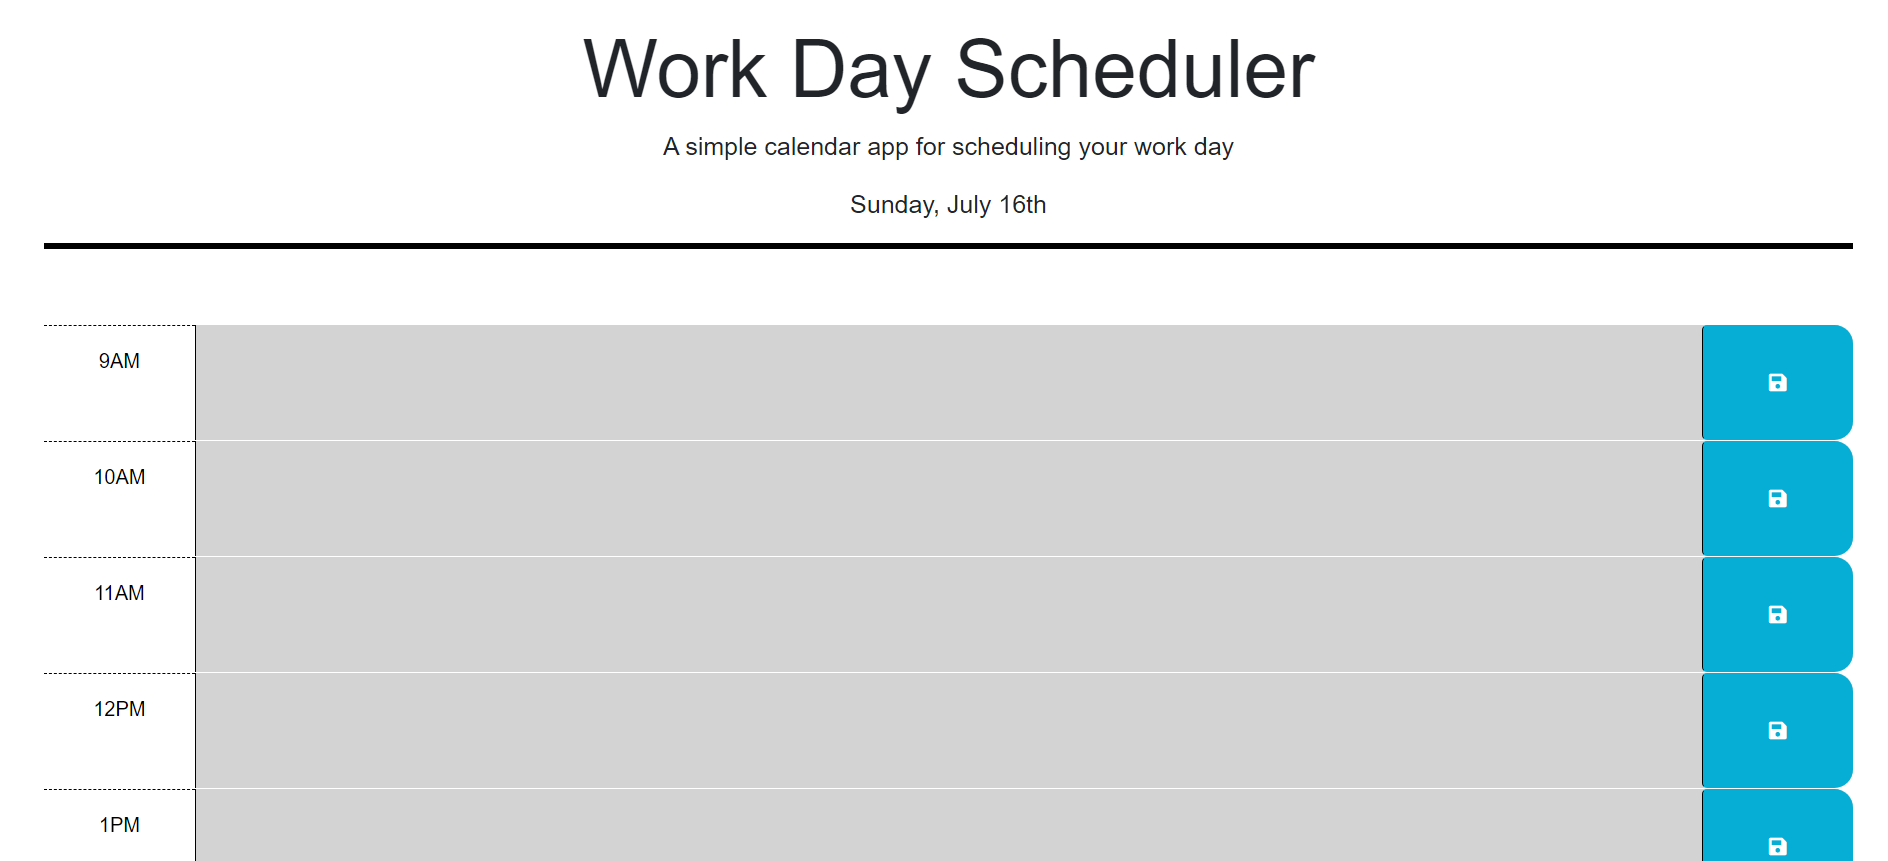 Work Day Scheduler
A simple calendar app for scheduling your work day
Sunday, July 16th
9AM
10AM
11AM
12PM
1PM